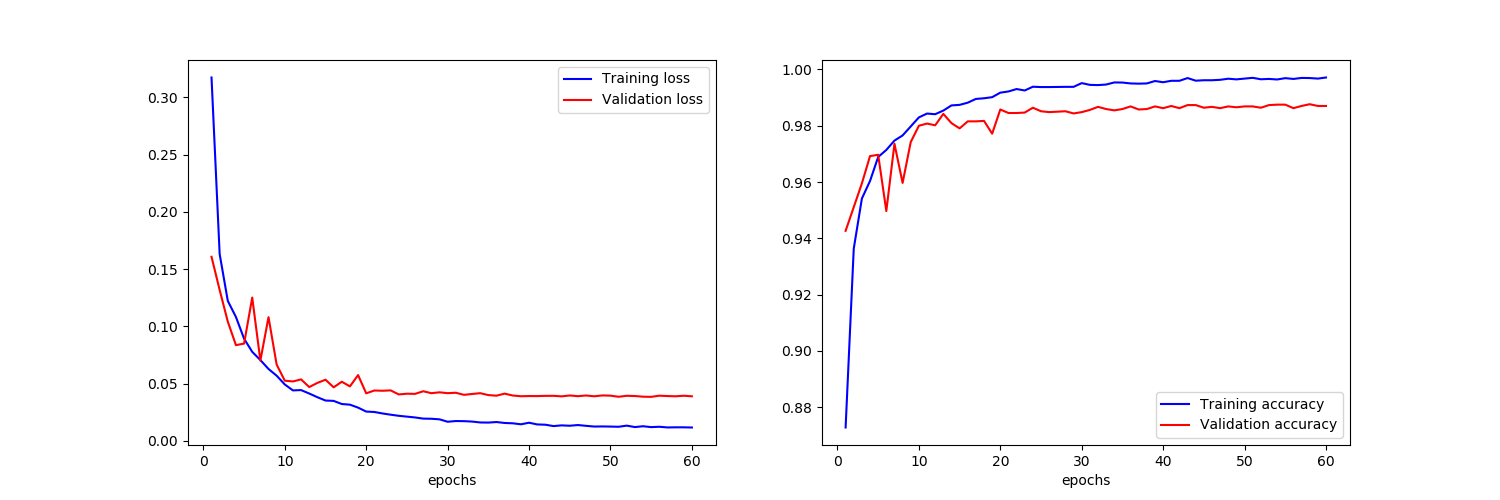 0.30
0.25
0.20
0.15
0.10
0.05
0.00
0 10 20 30 40 50 60
epochs
Training loss
Validation loss
1.00
0.98
0.96
0.94
0.92
0.90
0.88
0 10 20 30 40 50 60
epochs
Training accuracy
Validation accuracy